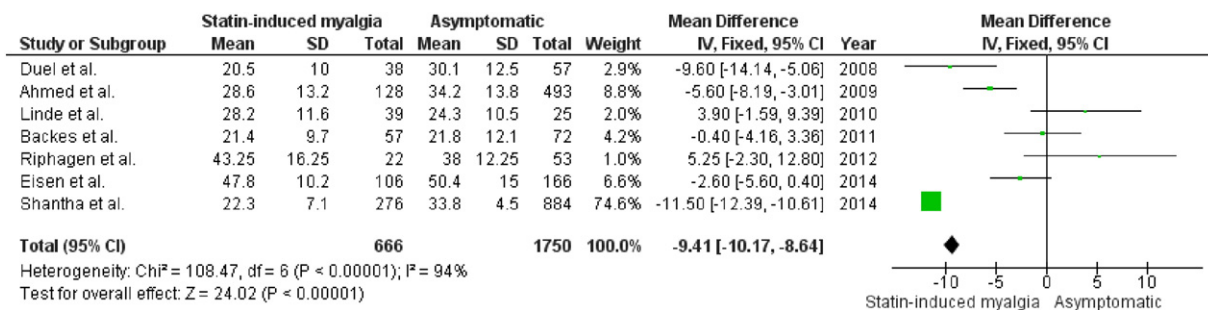 Statin-induced myalgia Asymptomatic Mean Difference Mean Difference
Study or Subgroup Mean SD Total Mean SD Total Weight IV, Fixed, 95% CI Year IV, Fixed, 95% CI
Duel et al. 20.5 10 38 30.1 12.5 57 2.9% -9.60 [-14.14, -5.06] 2008
Ahmed et al. 28.6 13.2 128 34.2 13.8 493 8.8% -5.60 [-8.19, -3.01] 2009
Linde et al. 28.2 11.6 39 24.3 10.5 25 2.0% 3.90 [-1.59, 9.39] 2010
Backes et al. 21.4 9.7 57 21.8 12.1 72 4.2% -0.40 [-4.16, 3.36] 2011
Riphagen et al. 43.25 16.25 22 38 12.25 53 1.0% 5.25 [-2.30, 12.80] 2012
Eisen et al. 47.8 10.2 106 50.4 15 166 6.6% -2.60 [-5.60, 0.40] 2014
Shantha et al. 22.3 7.1 276 33.8 4.5 884 74.6% -11.50 [-12.39, -10.61] 2014
Total (95% CI) 666 1750 100.0% -9.41 [-10.17, -8.64]
Heterogeneity: Chi² = 108.47, df = 6 (P < 0.00001); I² = 94%
Test for overall effect: Z = 24.02 (P < 0.00001)
-10 -5 0 5 10
Statin-induced myalgia Asymptomatic